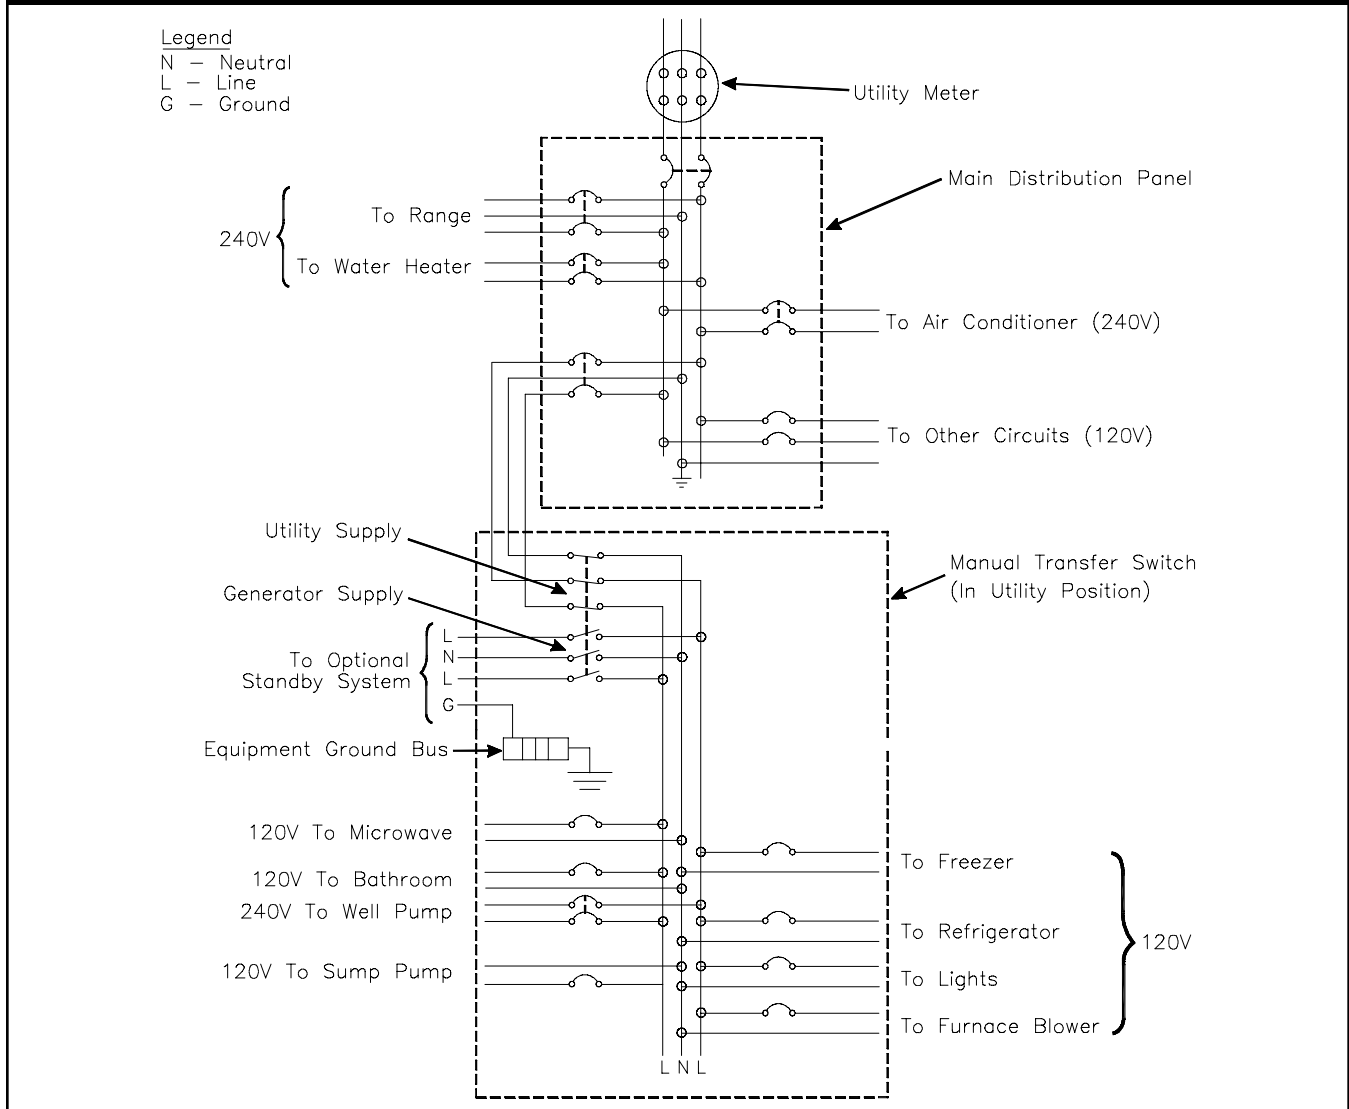 Legend
N – Neutral
L – Line
G – Ground
Utility Meter
Main Distribution Panel
To Range
240V
To Water Heater
To Air Conditioner (240V)
To Other Circuits (120V)
Utility Supply
Generator Supply
Manual Transfer Switch
(In Utility Position)
L
N
L
G
To Optional
Standby System
Equipment Ground Bus
120V To Microwave
120V To Bathroom
240V To Well Pump
120V To Sump Pump
To Freezer
To Refrigerator
120V
To Lights
To Furnace Blower
L N L